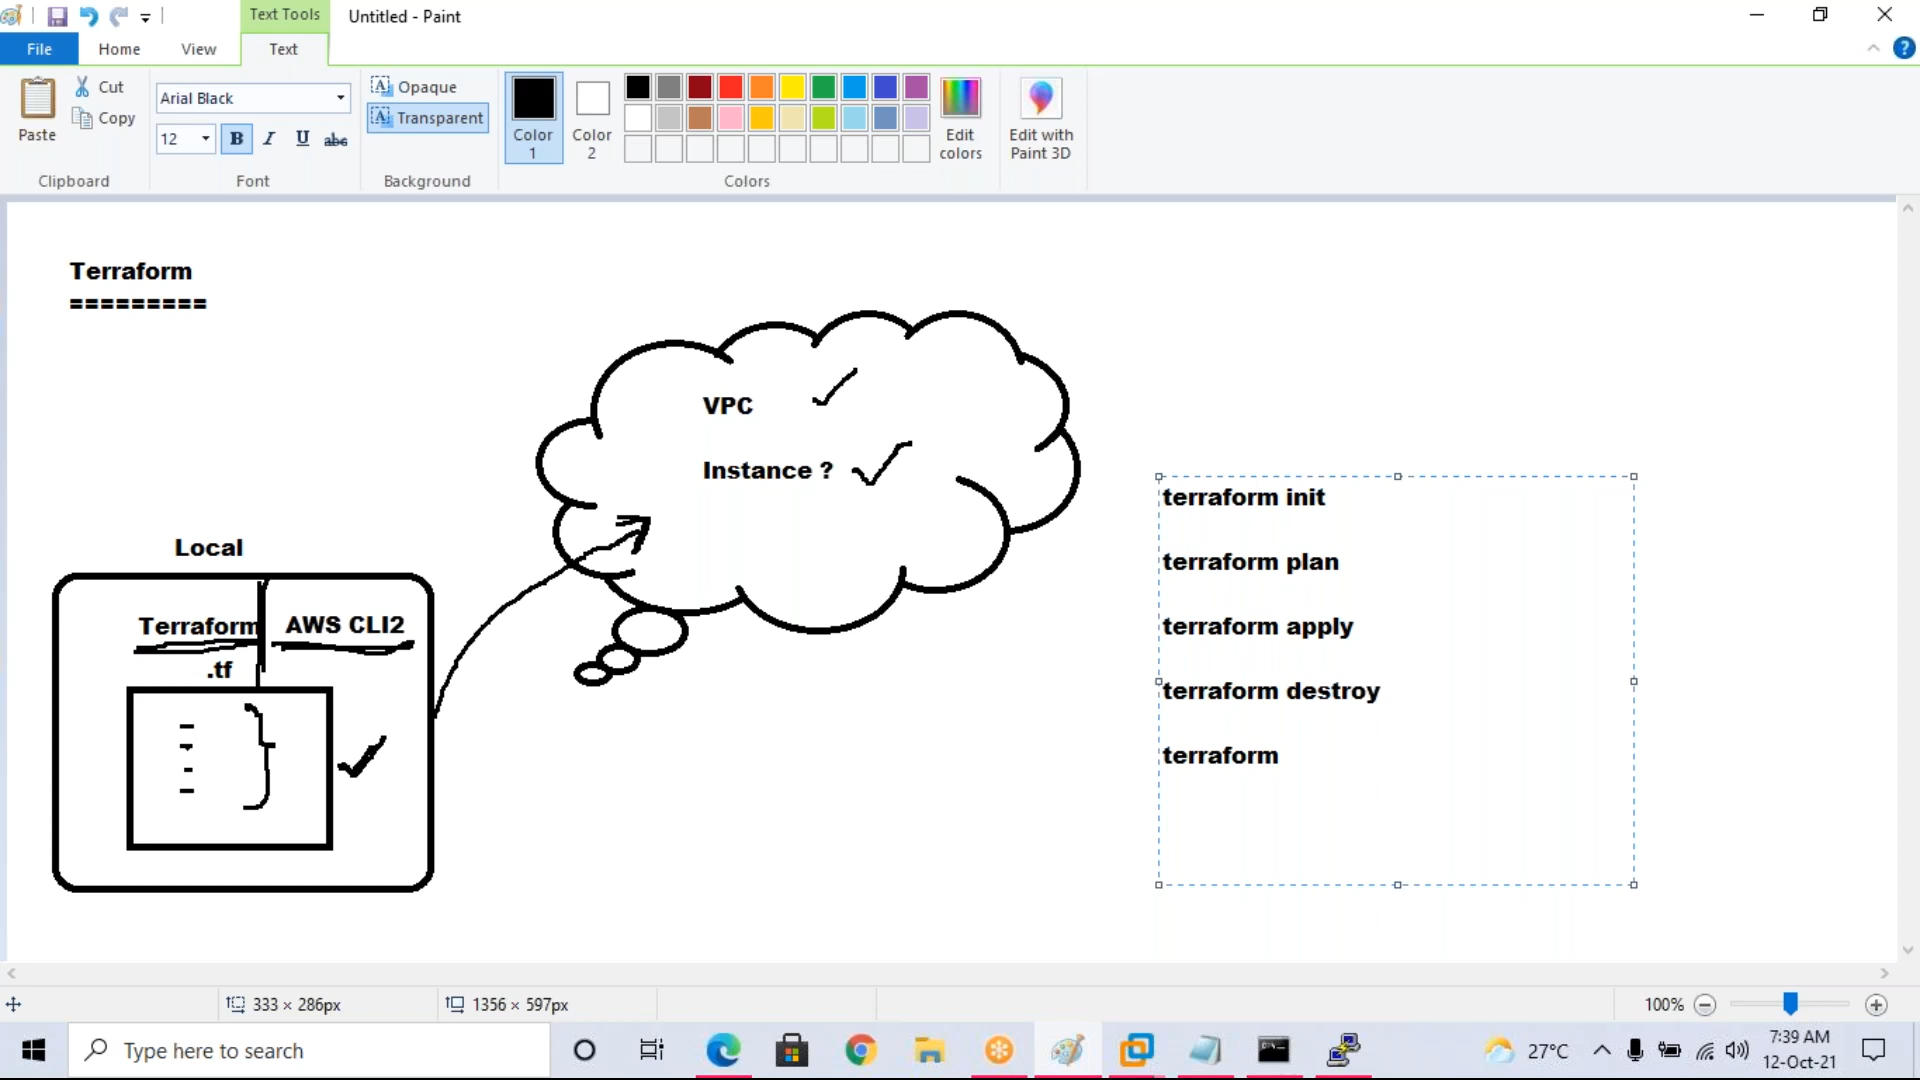 Text Tools
Untitled - Paint
File
Home
View
Text
Paste
Cut
Copy
Clipboard
Arial Black
12
B
I
U
abc
Font
Opaque
Transparent
Background
Color 1
Color 2
Edit colors
Colors
Edit with Paint 3D
Terraform
=========
VPC
Instance ?
Local
Terraform
AWS CLI2
.tf
terraform init
terraform plan
terraform apply
terraform destroy
terraform
333 × 286px
1356 × 597px
100%
Type here to search
27°C
7:39 AM
12-Oct-21